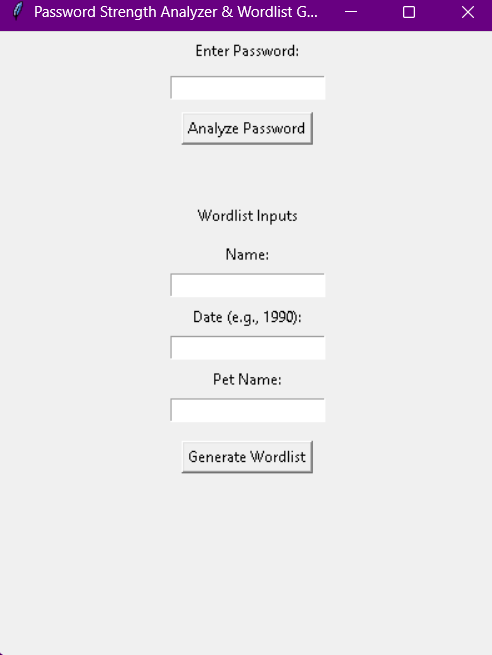 Password Strength Analyzer & Wordlist G...
Enter Password:
Analyze Password
Wordlist Inputs
Name:
Date (e.g., 1990):
Pet Name:
Generate Wordlist